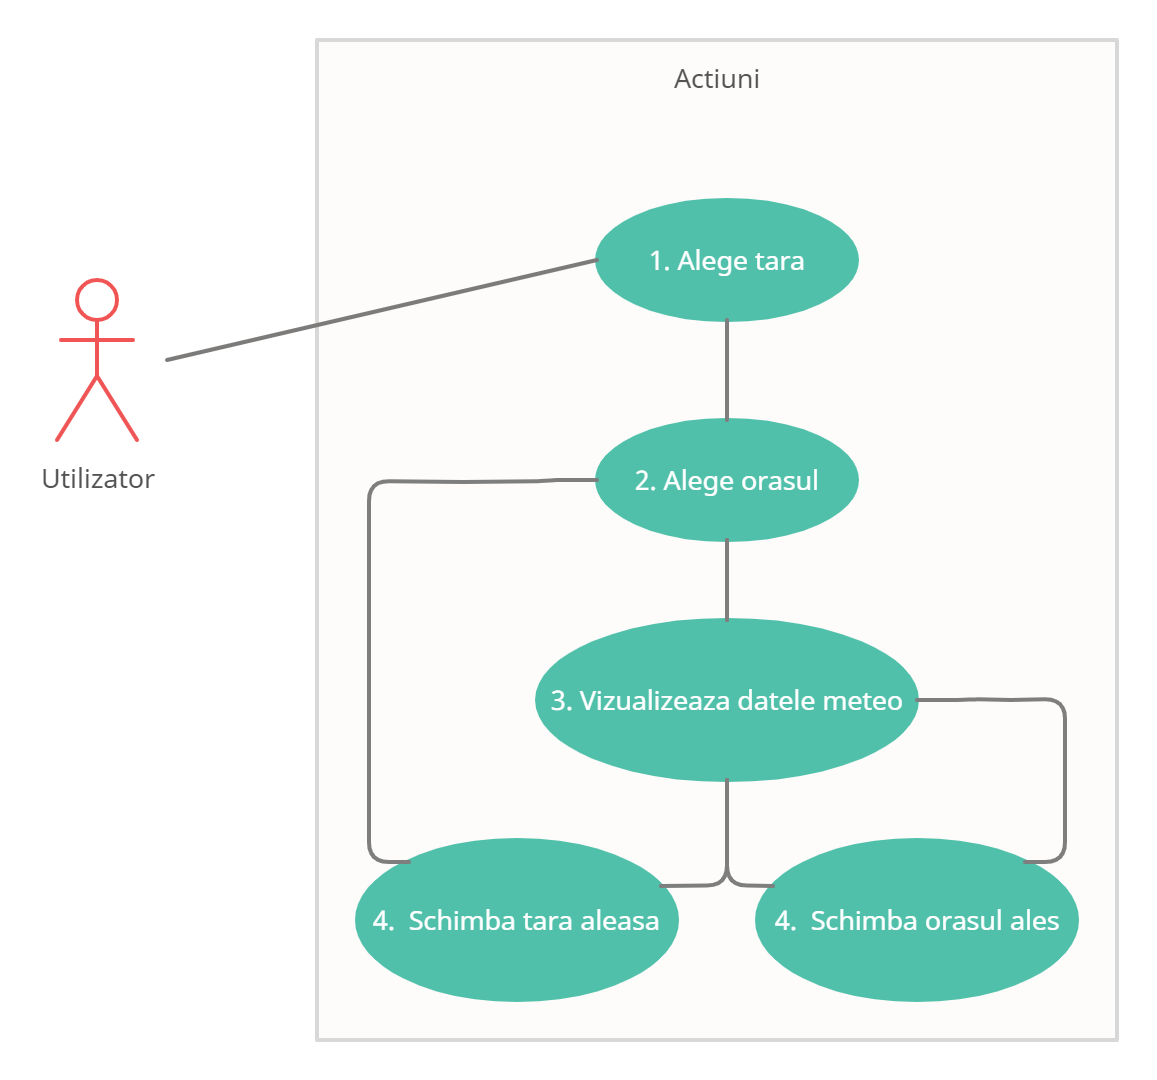 Actiuni
1. Alege tara
Utilizator
2. Alege orasul
3. Vizualizeaza datele meteo
4.  Schimba tara aleasa
4.  Schimba orasul ales